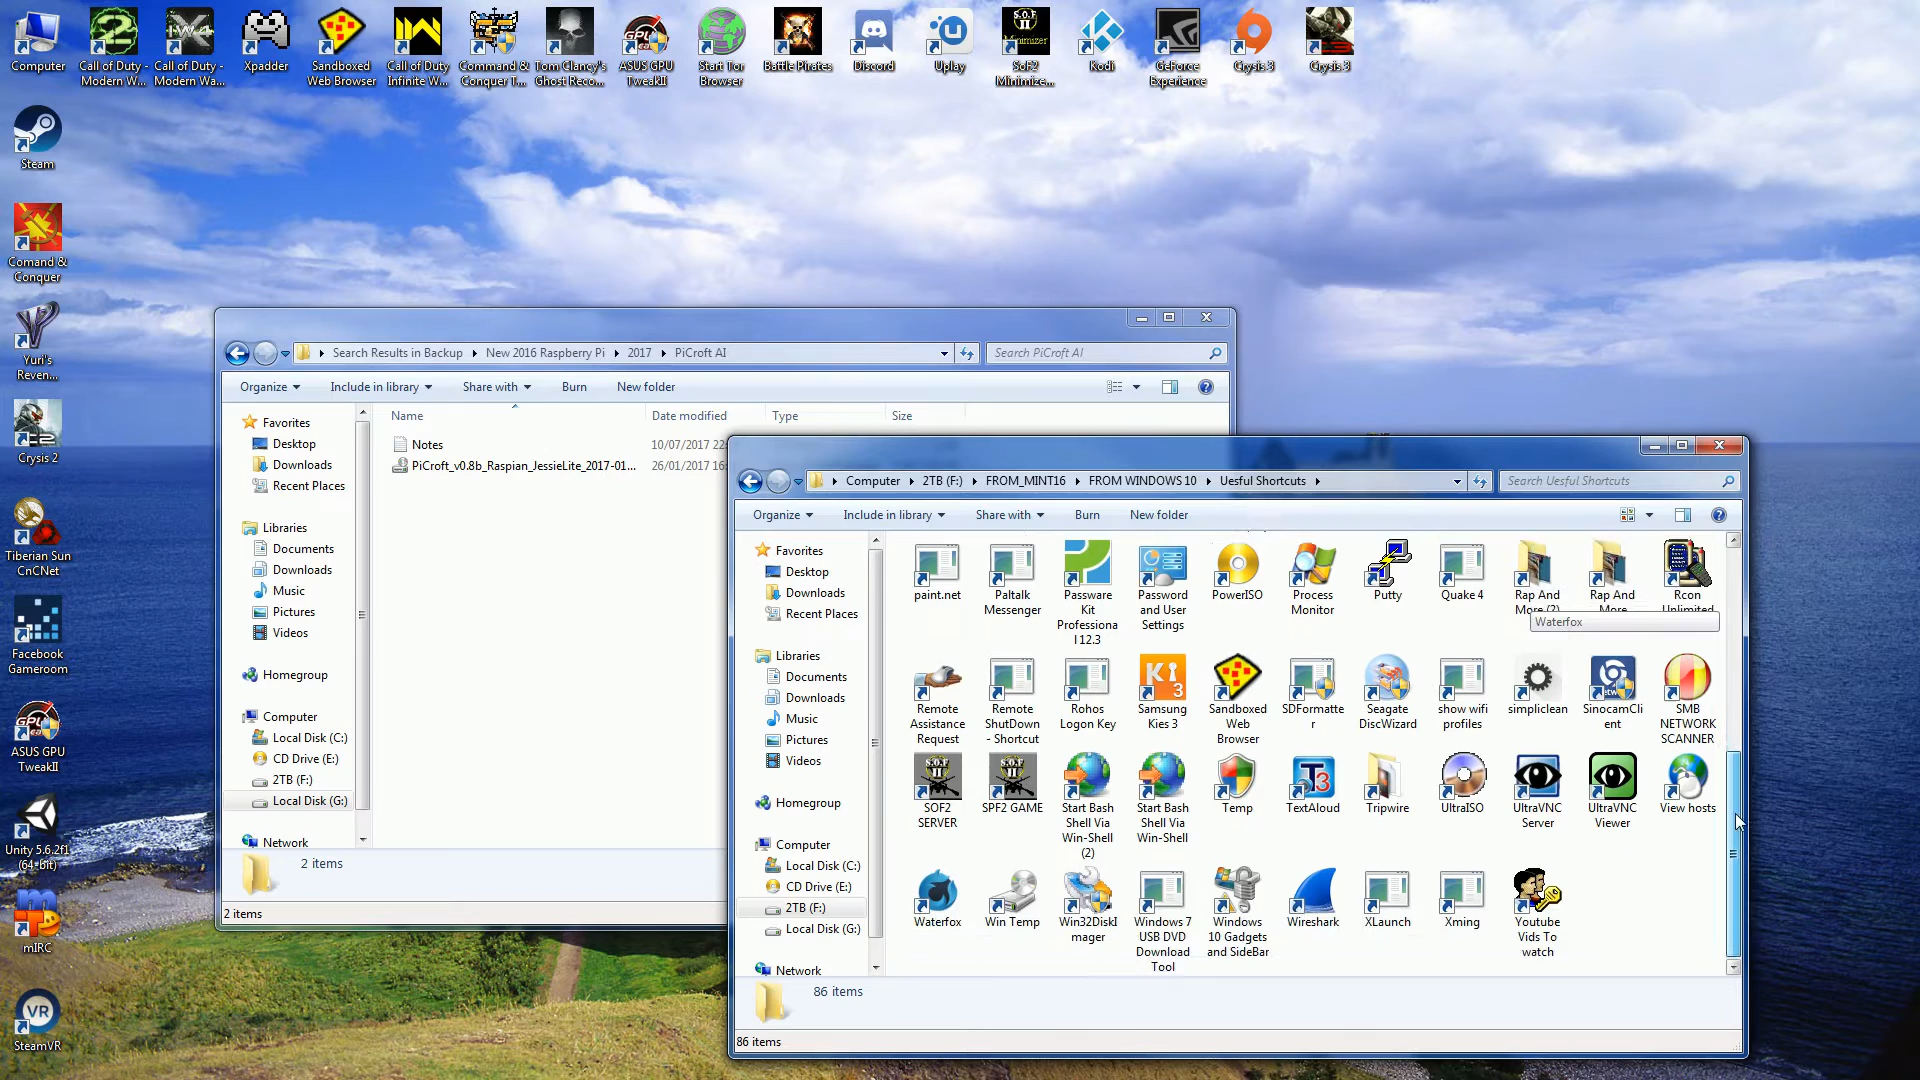 Computer
Call of Duty -
Modern W...
Call of Duty -
Modern Wa...
Xpadder
Sandboxed
Web Browser
Call of Duty
Infinite W...
Command &
Conquer T...
Tom Clancy's
Ghost Reco...
ASUS GPU
TweakII
Start Tor
Browser
Battle Pirates
Discord
Uplay
SoF2
Minimize...
Kodi
GeForce
Experience
Crysis 3
Crysis 3
Steam
Comand &
Conquer
Yuri's
Reven...
Crysis 2
Tiberian Sun
CnCNet
Facebook
Gameroom
ASUS GPU
TweakII
Unity 5.6.2f1
(64-bit)
mIRC
SteamVR
Search Results in Backup
New 2016 Raspberry Pi
2017
PiCroft AI
Search PiCroft AI
Organize
Include in library
Share with
Burn
New folder
Favorites
Desktop
Downloads
Recent Places
Libraries
Documents
Downloads
Music
Pictures
Videos
Homegroup
Computer
Local Disk (C:)
CD Drive (E:)
2TB (F:)
Local Disk (G:)
Network
Name
Date modified
Type
Size
Notes
10/07/2017 22:
PiCroft_v0.8b_Raspian_JessieLite_2017-01...
26/01/2017 16:
2 items
2 items
Computer
2TB (F:)
FROM_MINT16
FROM WINDOWS 10
Uesful Shortcuts
Search Uesful Shortcuts
Organize
Include in library
Share with
Burn
New folder
Favorites
Desktop
Downloads
Recent Places
Libraries
Documents
Downloads
Music
Pictures
Videos
Homegroup
Computer
Local Disk (C:)
CD Drive (E:)
2TB (F:)
Local Disk (G:)
Network
paint.net
Paltalk
Messenger
Passware
Kit
Professiona
l 12.3
Password
and User
Settings
PowerISO
Process
Monitor
Putty
Quake 4
Rap And
More (2)
Rap And
More
Rcon
Unlimited
Waterfox
Remote
Assistance
Request
Remote
ShutDown
- Shortcut
Rohos
Logon Key
Samsung
Kies 3
Sandboxed
Web
Browser
SDFormatte
r
Seagate
DiscWizard
show wifi
profiles
simpliclean
SinocamCli
ent
SMB
NETWORK
SCANNER
SOF2
SERVER
SPF2 GAME
Start Bash
Shell Via
Win-Shell
(2)
Start Bash
Shell Via
Win-Shell
Temp
TextAloud
Tripwire
UltraISO
UltraVNC
Server
UltraVNC
Viewer
View hosts
Waterfox
Win Temp
Win32DiskI
mager
Windows 7
USB DVD
Download
Tool
Windows
10 Gadgets
and SideBar
Wireshark
XLaunch
Xming
Youtube
Vids To
watch
86 items
86 items